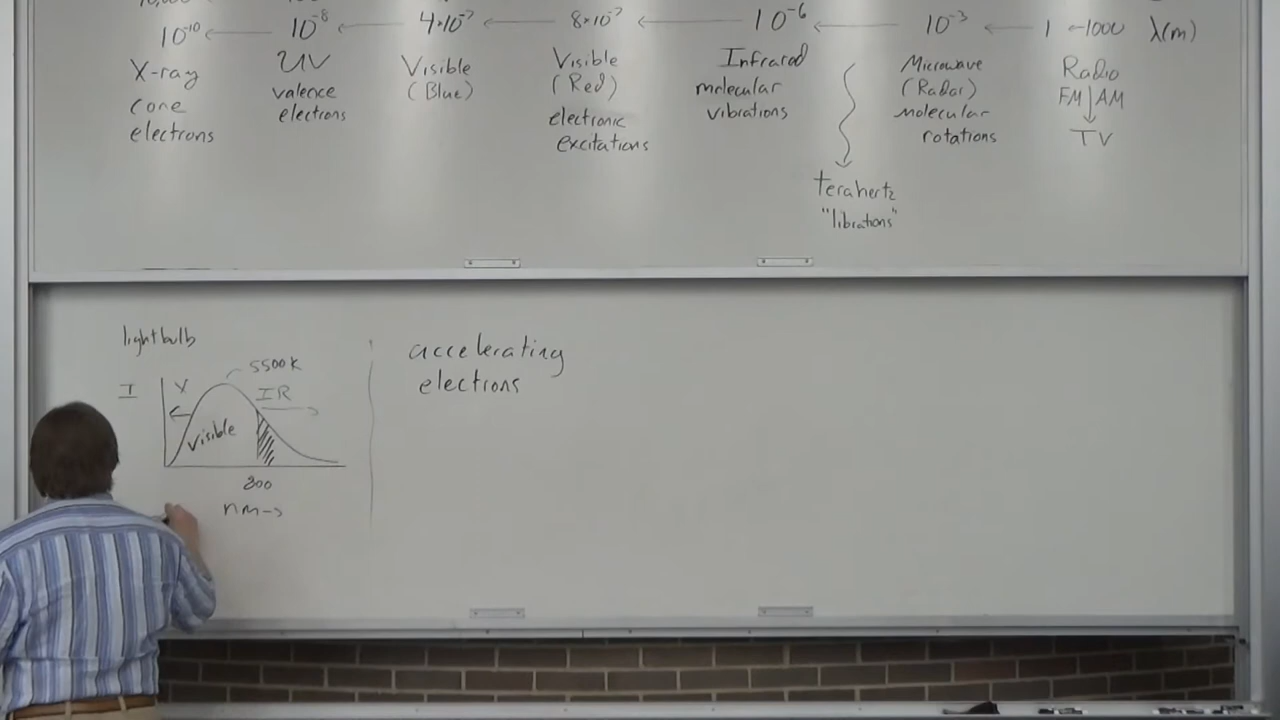 10⁻¹⁰ ← 10⁻⁸ ← 4×10⁻⁷ ← 8×10⁻⁷ ← 10⁻⁶ ← 10⁻³ ← 1 ←1000 λ(m)
X-ray
core
electrons
UV
valence
electrons
Visible
(Blue)
Visible
(Red)
electronic
excitations
Infrared
molecular
vibrations
terahertz
"librations"
Microwave
(Radar)
molecular
rotations
Radio
FM AM
TV
lightbulb
5500K
I
IR
visible
800
nm→
accelerating
electrons